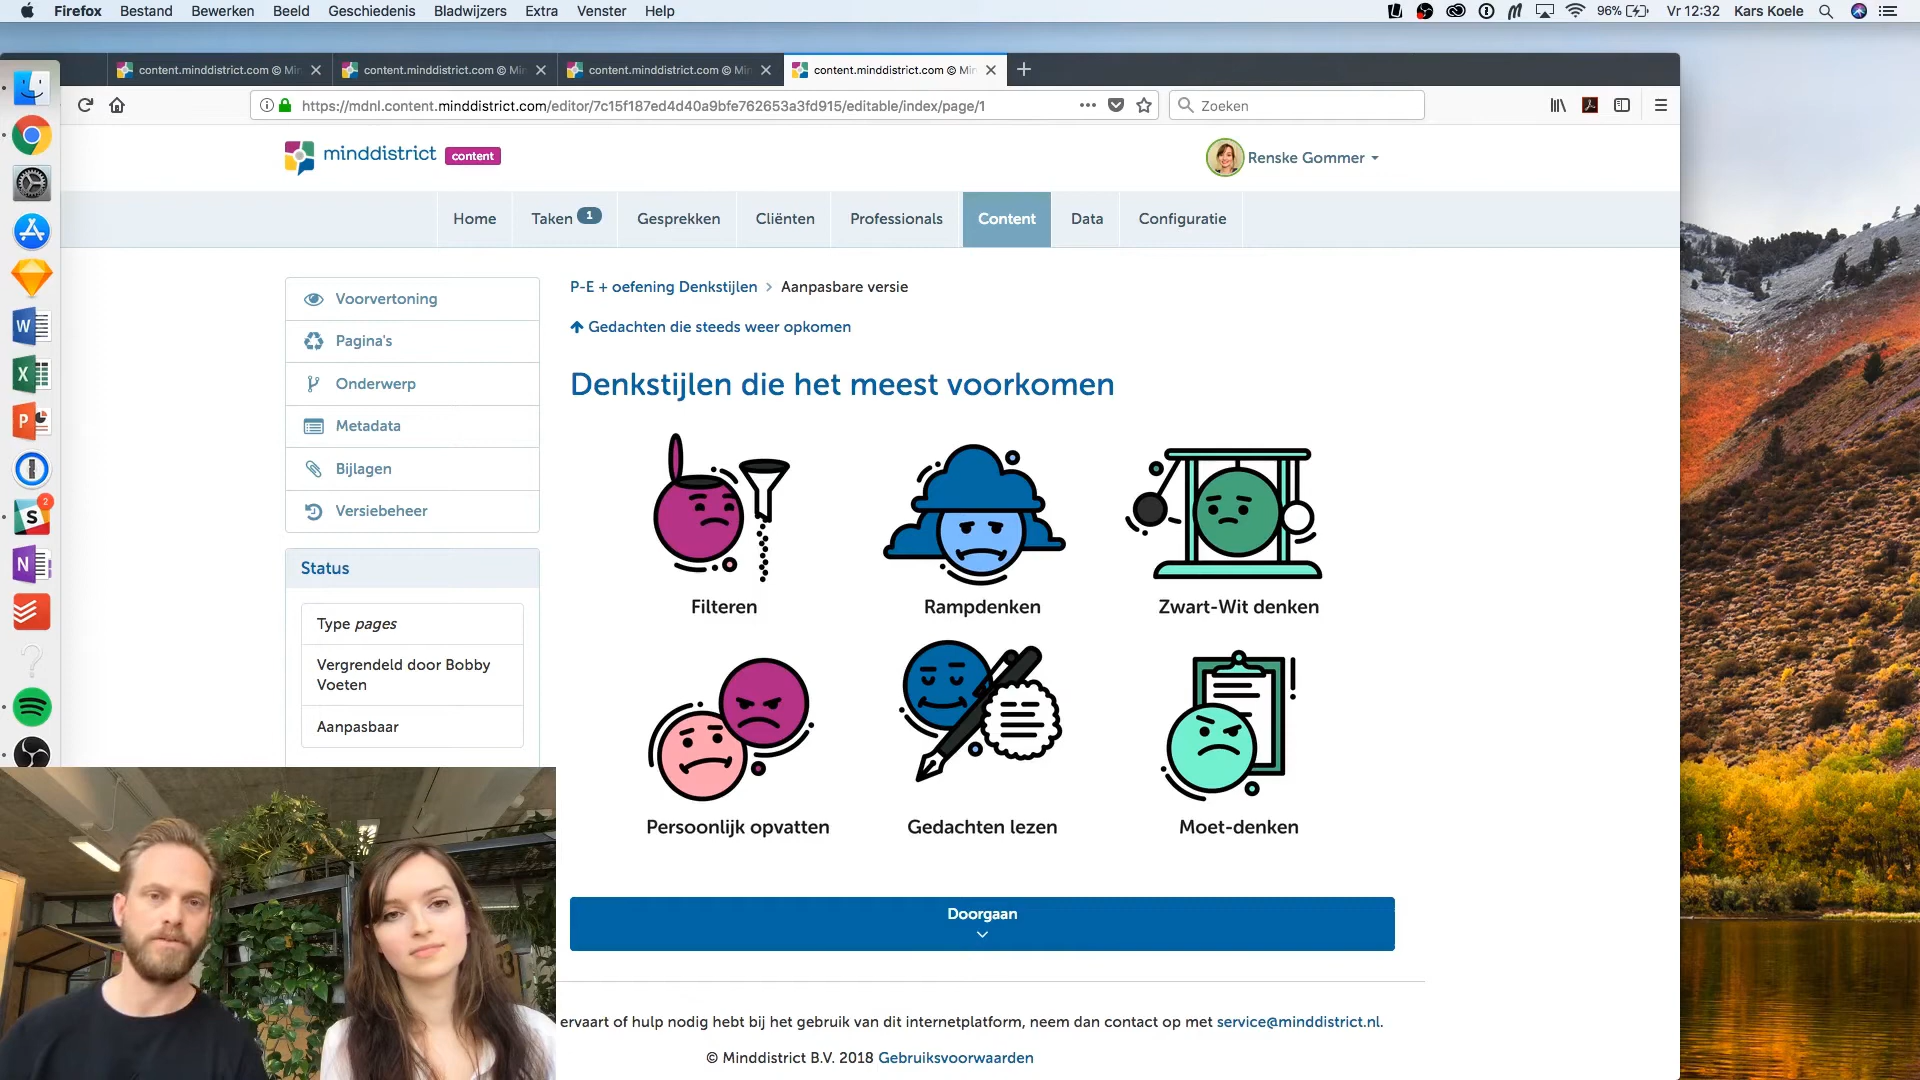 Firefox Bestand Bewerken Beeld Geschiedenis Bladwijzers Extra Venster Help 96% Vr 12:32 Kars Koele
content.minddistrict.com © Min content.minddistrict.com © Min content.minddistrict.com © Min content.minddistrict.com © Min
https://mdnl.content.minddistrict.com/editor/7c15f187ed4d40a9bfe762653a3fd915/editable/index/page/1 Zoeken
minddistrict content Renske Gommer
Home Taken 1 Gesprekken Cliënten Professionals Content Data Configuratie
Voorvertoning
Pagina's
Onderwerp
Metadata
Bijlagen
Versiebeheer
Status
Type pages
Vergrendeld door Bobby
Voeten
Aanpasbaar
P-E + oefening Denkstijlen > Aanpasbare versie
Gedachten die steeds weer opkomen
Denkstijlen die het meest voorkomen
Filteren Rampdenken Zwart-Wit denken
Persoonlijk opvatten Gedachten lezen Moet-denken
Doorgaan
ervaart of hulp nodig hebt bij het gebruik van dit internetplatform, neem dan contact op met service@minddistrict.nl.
© Minddistrict B.V. 2018 Gebruiksvoorwaarden
W
X
P
S 2
N